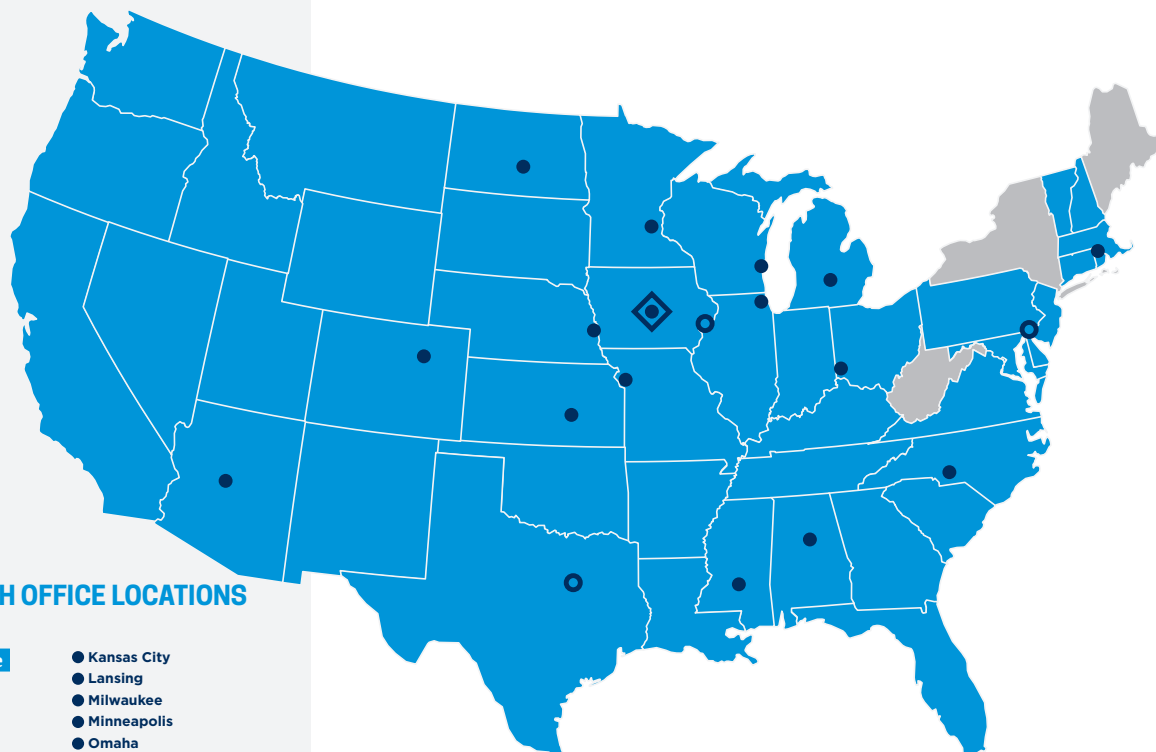 H OFFICE LOCATIONS
e
Kansas City
Lansing
Milwaukee
Minneapolis
Omaha